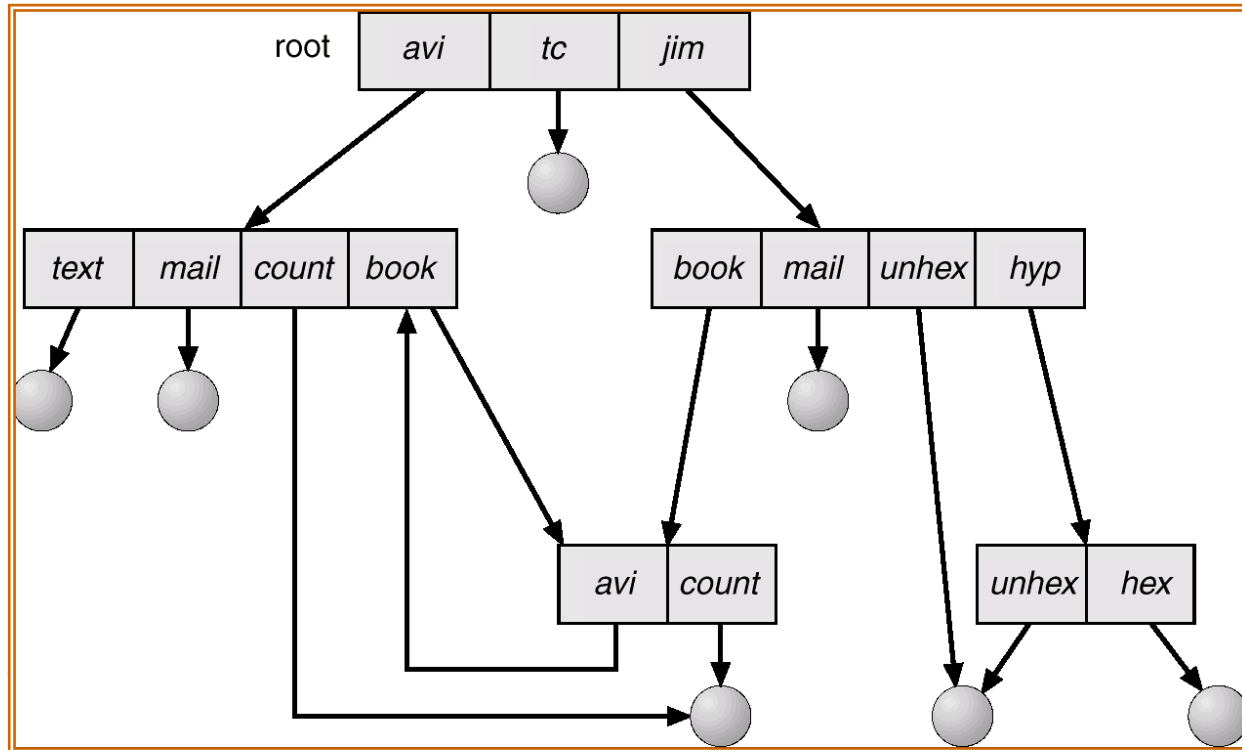 root avi tc jim
text mail count book book mail unhex hyp
avi count unhex hex